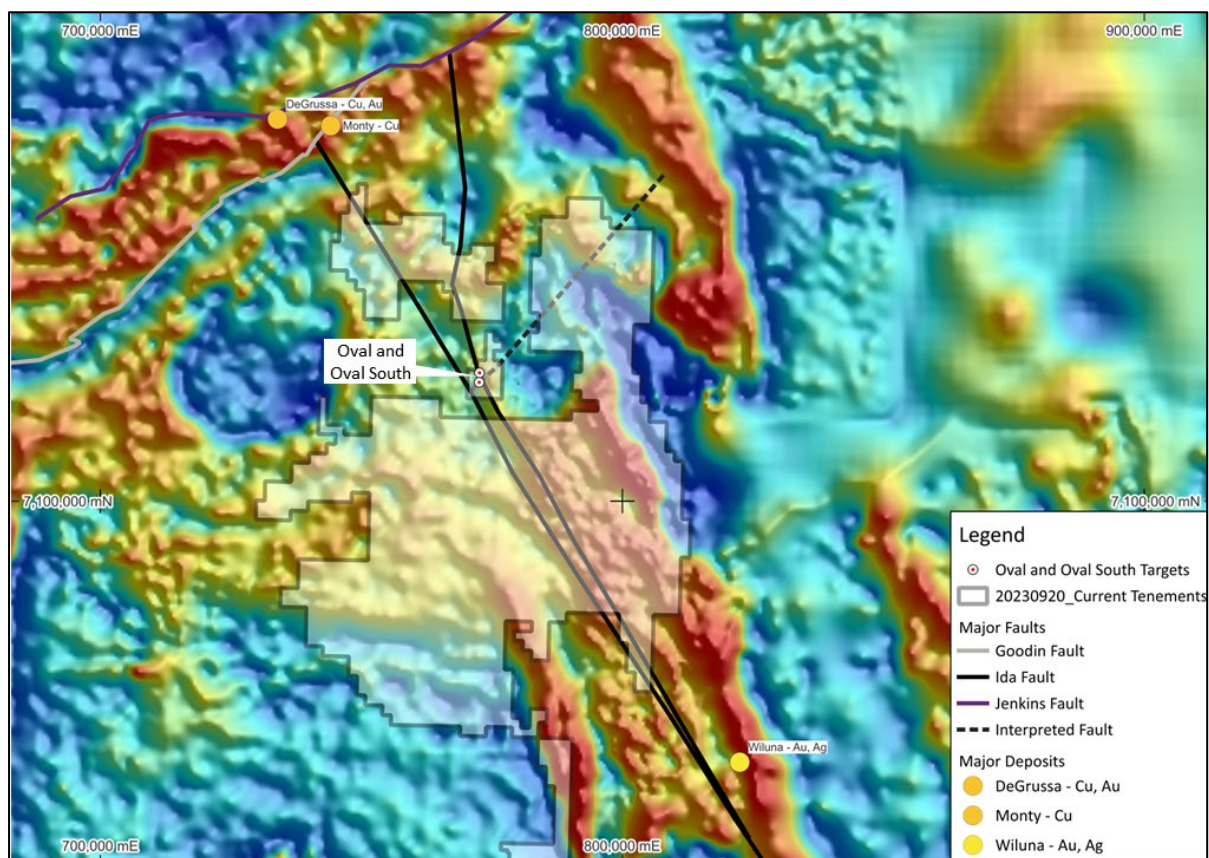 700,000 mE
800,000 mE
900,000 mE
DeGrussa - Cu, Au
Monty - Cu
Oval and
Oval South
7,100,000 mN
7,100,000 mN
Wiluna - Au, Ag
700,000 mE
800,000 mE
Legend
Oval and Oval South Targets
20230920_Current Tenements
Major Faults
Goodin Fault
Ida Fault
Jenkins Fault
Interpreted Fault
Major Deposits
DeGrussa - Cu, Au
Monty - Cu
Wiluna - Au, Ag